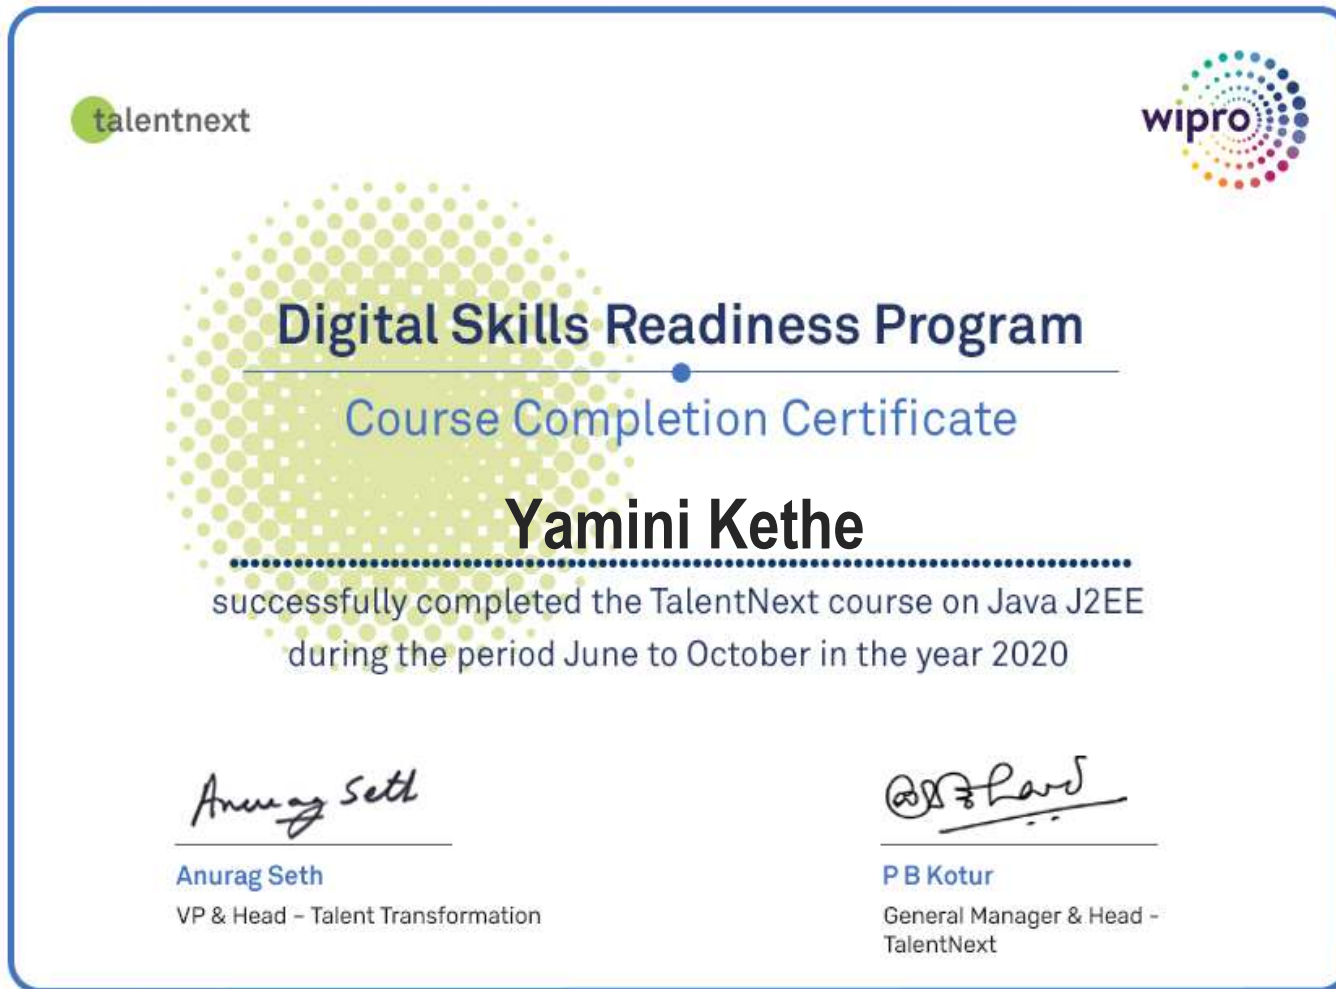 talentnext
wipro
Digital Skills Readiness Program
Course Completion Certificate
Yamini Kethe
successfully completed the TalentNext course on Java J2EE
during the period June to October in the year 2020
Anurag Seth
Anurag Seth
VP & Head – Talent Transformation
P B Kotur
General Manager & Head -
TalentNext